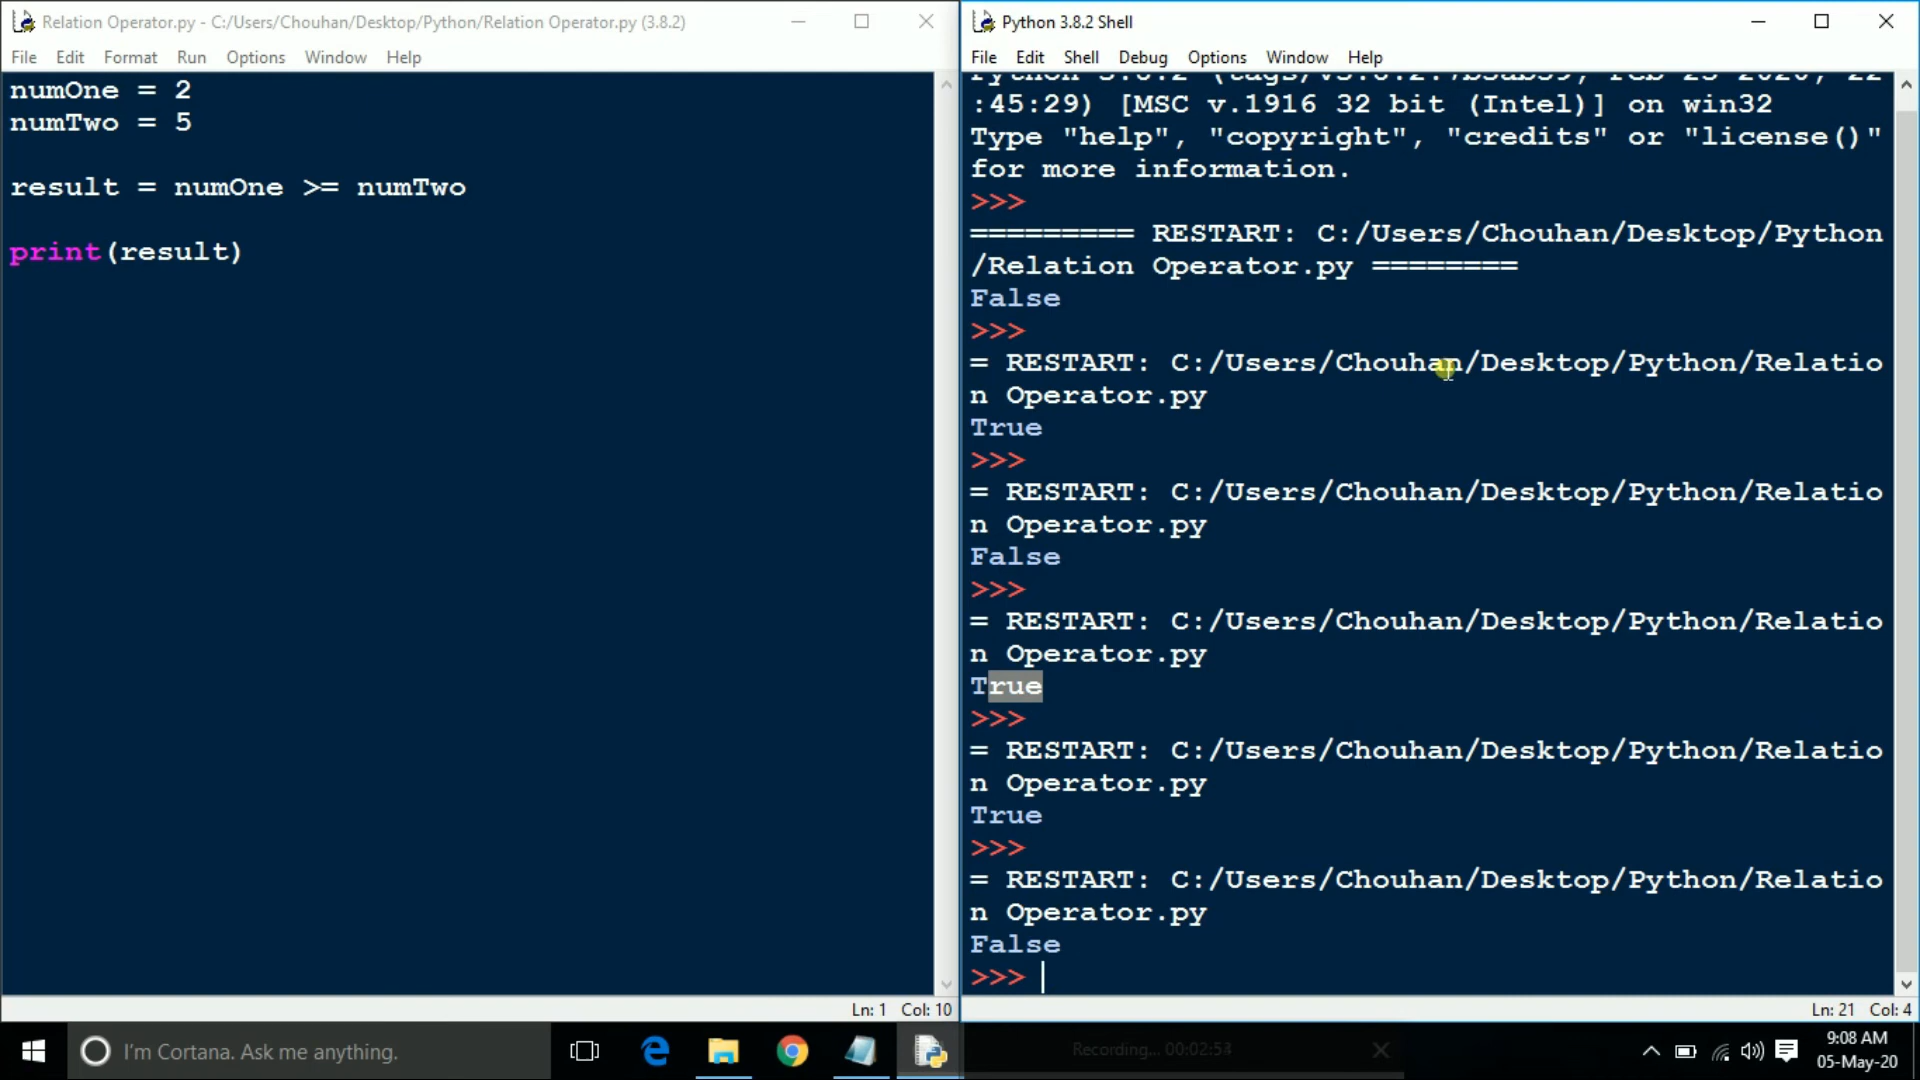 Relation Operator.py - C:/Users/Chouhan/Desktop/Python/Relation Operator.py (3.8.2)
File Edit Format Run Options Window Help
numOne = 2
numTwo = 5
result = numOne >= numTwo
print(result)
Ln: 1 Col: 10
Python 3.8.2 Shell
File Edit Shell Debug Options Window Help
:45:29) [MSC v.1916 32 bit (Intel)] on win32
Type "help", "copyright", "credits" or "license()"
for more information.
>>>
========= RESTART: C:/Users/Chouhan/Desktop/Python
/Relation Operator.py ========
False
>>>
= RESTART: C:/Users/Chouhan/Desktop/Python/Relatio
n Operator.py
True
>>>
= RESTART: C:/Users/Chouhan/Desktop/Python/Relatio
n Operator.py
False
>>>
= RESTART: C:/Users/Chouhan/Desktop/Python/Relatio
n Operator.py
True
>>>
= RESTART: C:/Users/Chouhan/Desktop/Python/Relatio
n Operator.py
True
>>>
= RESTART: C:/Users/Chouhan/Desktop/Python/Relatio
n Operator.py
False
>>>
Ln: 21 Col: 4
I'm Cortana. Ask me anything.
Recording... 00:02:53
9:08 AM
05-May-20